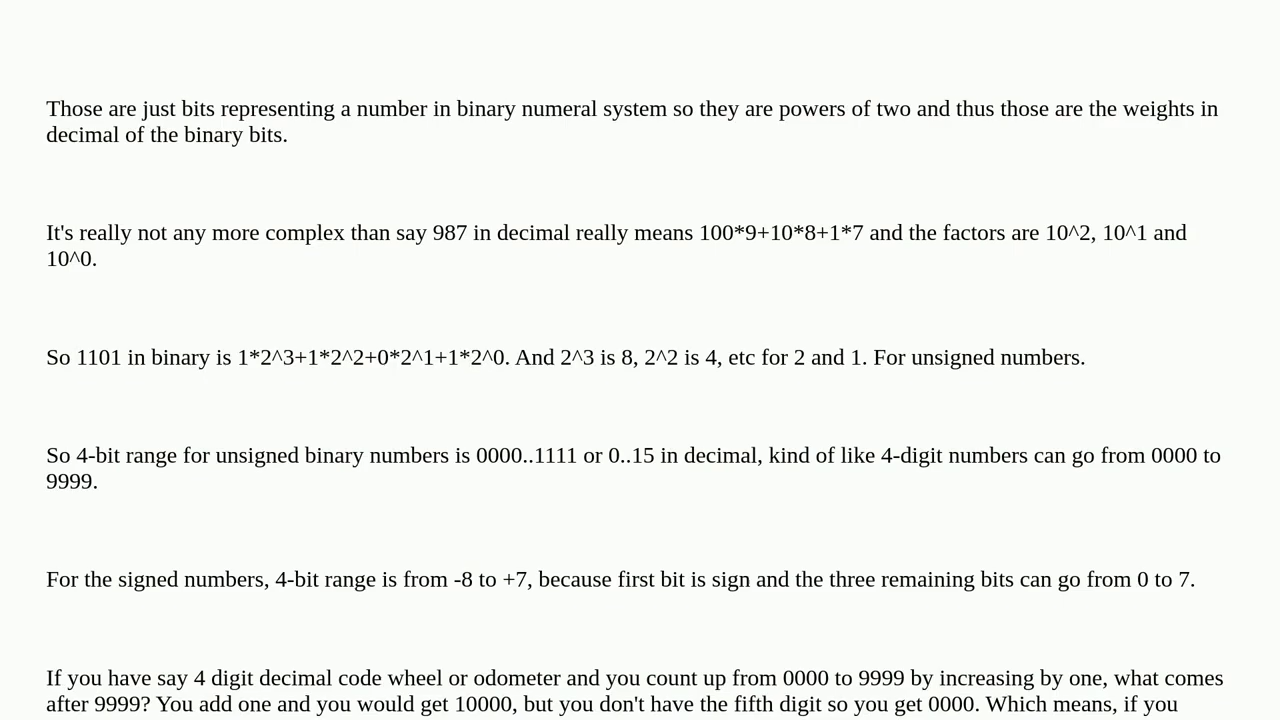 Those are just bits representing a number in binary numeral system so they are powers of two and thus those are the weights in
decimal of the binary bits.
It's really not any more complex than say 987 in decimal really means 100*9+10*8+1*7 and the factors are 10^2, 10^1 and
10^0.
So 1101 in binary is 1*2^3+1*2^2+0*2^1+1*2^0. And 2^3 is 8, 2^2 is 4, etc for 2 and 1. For unsigned numbers.
So 4-bit range for unsigned binary numbers is 0000..1111 or 0..15 in decimal, kind of like 4-digit numbers can go from 0000 to
9999.
For the signed numbers, 4-bit range is from -8 to +7, because first bit is sign and the three remaining bits can go from 0 to 7.
If you have say 4 digit decimal code wheel or odometer and you count up from 0000 to 9999 by increasing by one, what comes
after 9999? You add one and you would get 10000, but you don't have the fifth digit so you get 0000. Which means, if you